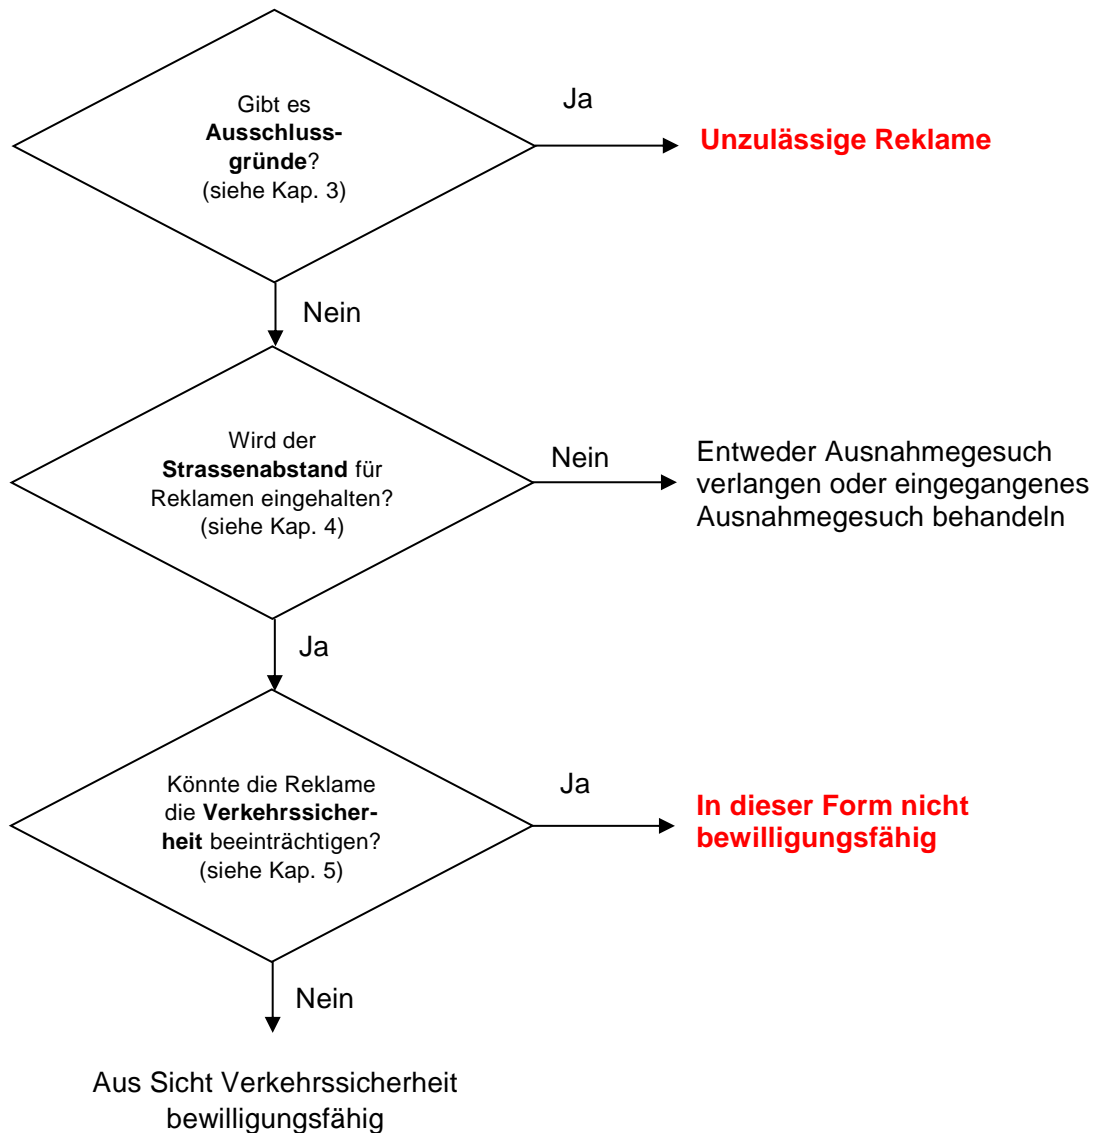 Gibt es
Ausschluss-
gründe?
(siehe Kap. 3)
Ja
Unzulässige Reklame
Nein
Wird der
Strassenabstand für
Reklamen eingehalten?
(siehe Kap. 4)
Nein
Entweder Ausnahmegesuch
verlangen oder eingegangenes
Ausnahmegesuch behandeln
Ja
Könnte die Reklame
die Verkehrssicher-
heit beeinträchtigen?
(siehe Kap. 5)
Ja
In dieser Form nicht
bewilligungsfähig
Nein
Aus Sicht Verkehrssicherheit
bewilligungsfähig